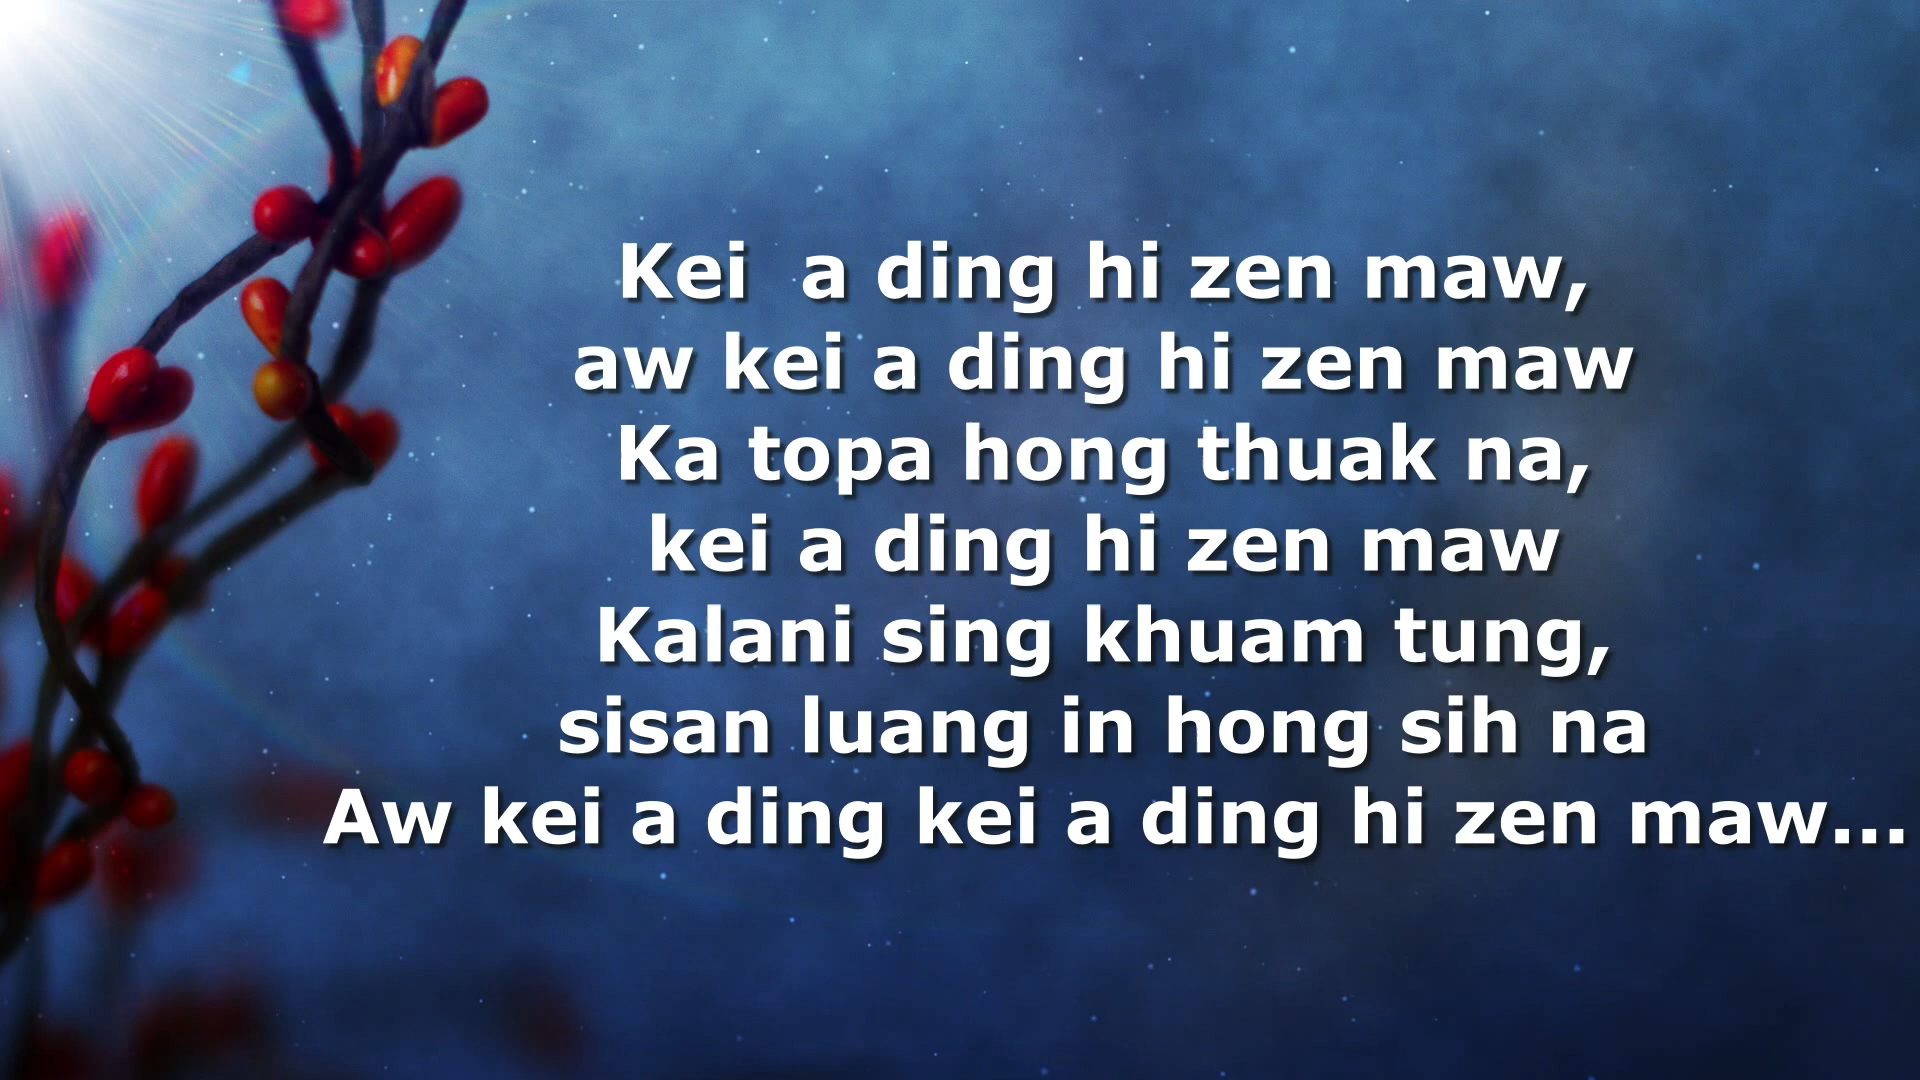 Kei  a ding hi zen maw,
aw kei a ding hi zen maw
Ka topa hong thuak na,
kei a ding hi zen maw
Kalani sing khuam tung,
sisan luang in hong sih na
Aw kei a ding kei a ding hi zen maw...